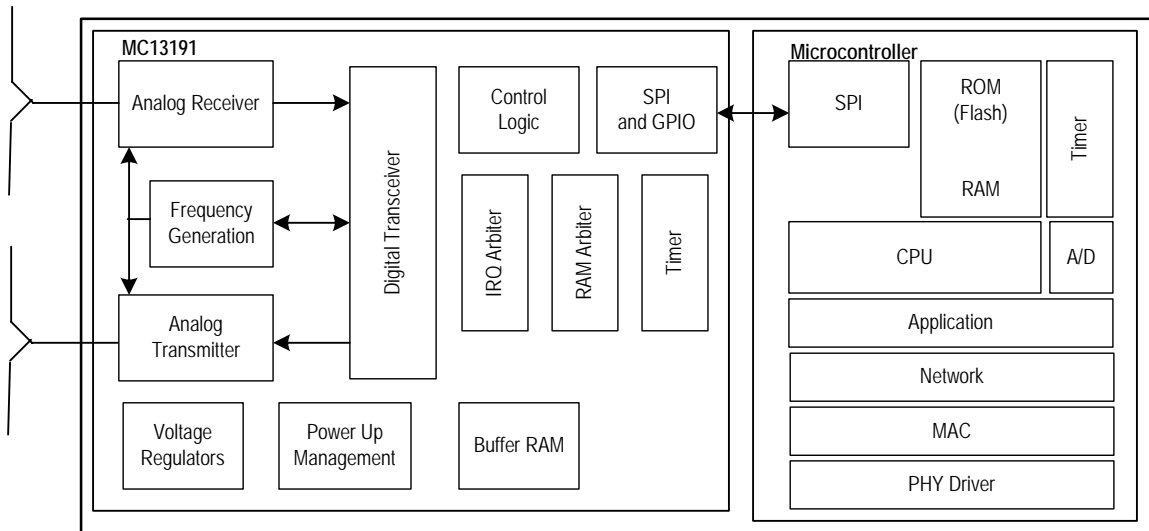 MC13191
Analog Receiver
Frequency
Generation
Analog
Transmitter
Digital Transceiver
Control
Logic
SPI
and GPIO
IRQ Arbiter
RAM Arbiter
Timer
Voltage
Regulators
Power Up
Management
Buffer RAM
Microcontroller
SPI
ROM
(Flash)
RAM
Timer
CPU
A/D
Application
Network
MAC
PHY Driver